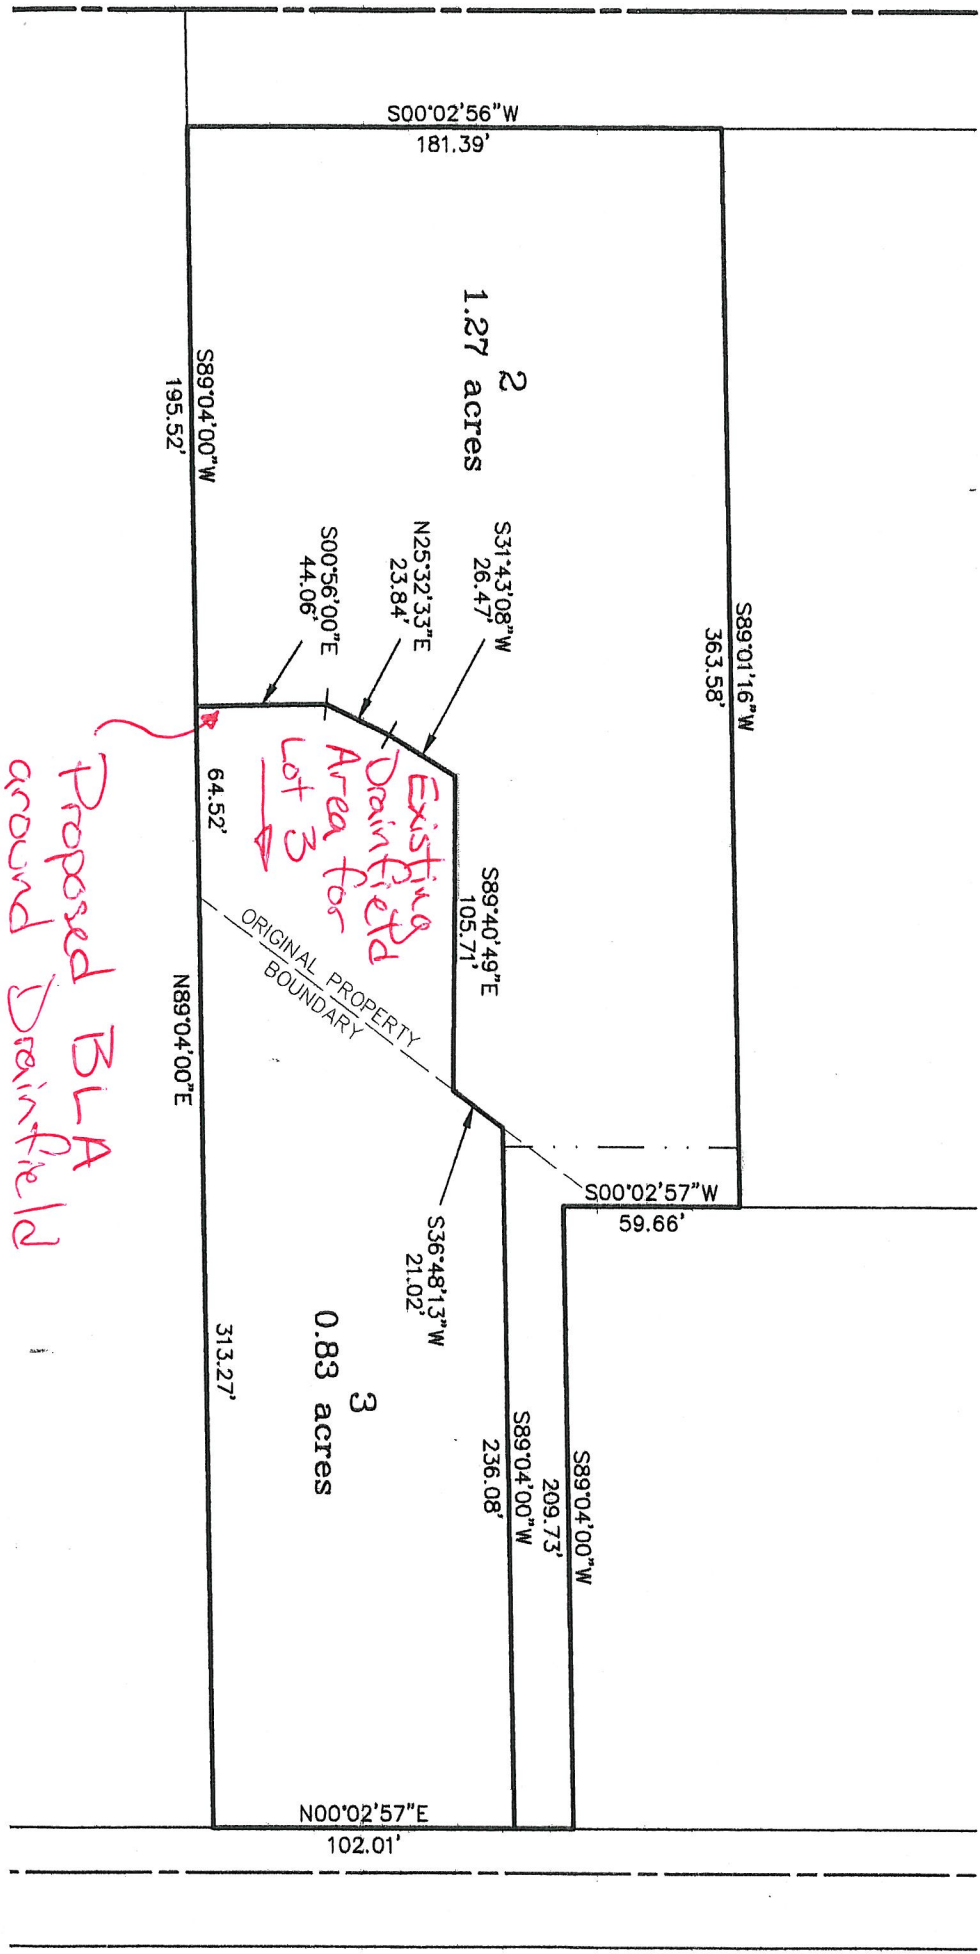 S00°02'56"W
181.39'
2
1.27 acres
S89°01'16"W
363.58'
S89°04'00"W
195.52'
S31°43'08"W
26.47'
N25°32'33"E
23.84'
S00°56'00"E
44.06'
Existing
Drainfield
Area for
Lot 3
64.52'
Proposed BLA
around Drainfield
S89°40'49"E
105.71'
ORIGINAL PROPERTY
BOUNDARY
N89°04'00"E
313.27'
S36°48'13"W
21.02'
S00°02'57"W
59.66'
3
0.83 acres
S89°04'00"W
209.73'
S89°04'00"W
236.08'
N00°02'57"E
102.01'